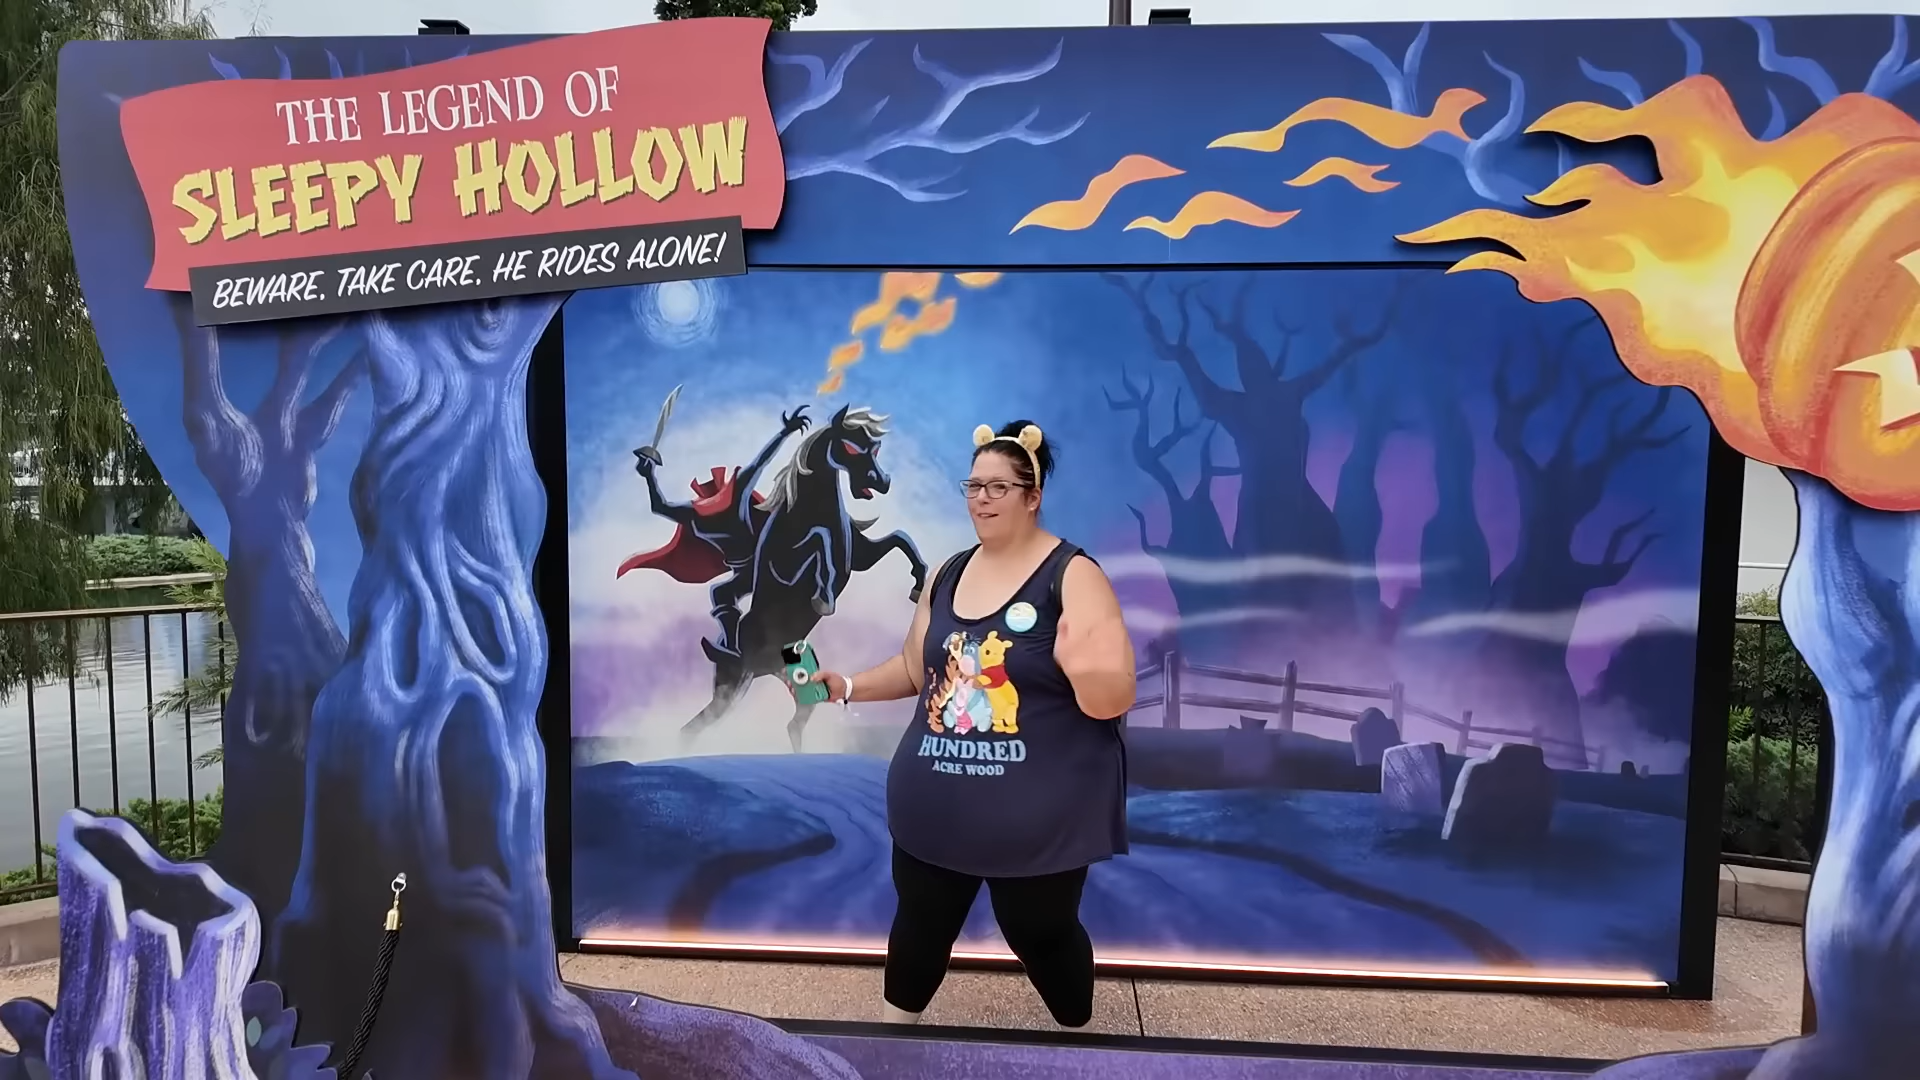 THE LEGEND OF
SLEEPY HOLLOW
BEWARE, TAKE CARE, HE RIDES ALONE!
HUNDRED
ACRE WOOD